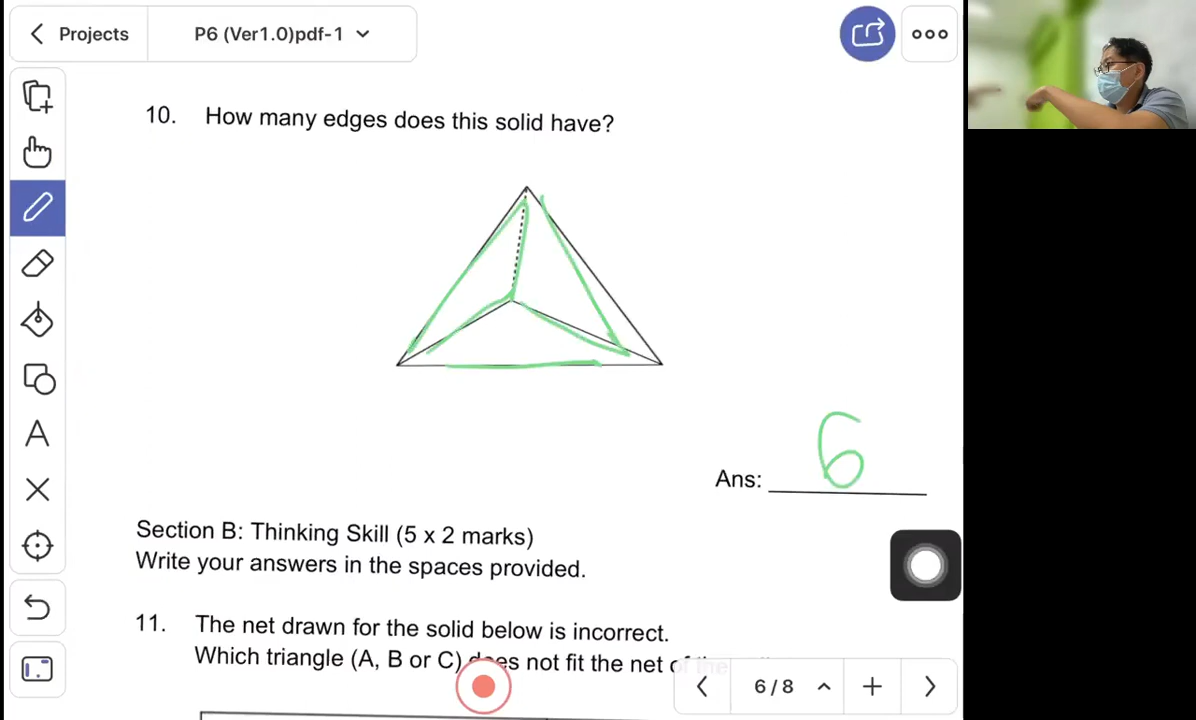 Projects
P6 (Ver1.0)pdf-1
10. How many edges does this solid have?
Ans: 6
Section B: Thinking Skill (5 x 2 marks)
Write your answers in the spaces provided.
11. The net drawn for the solid below is incorrect.
Which triangle (A, B or C) does not fit the net of the
A
6/8